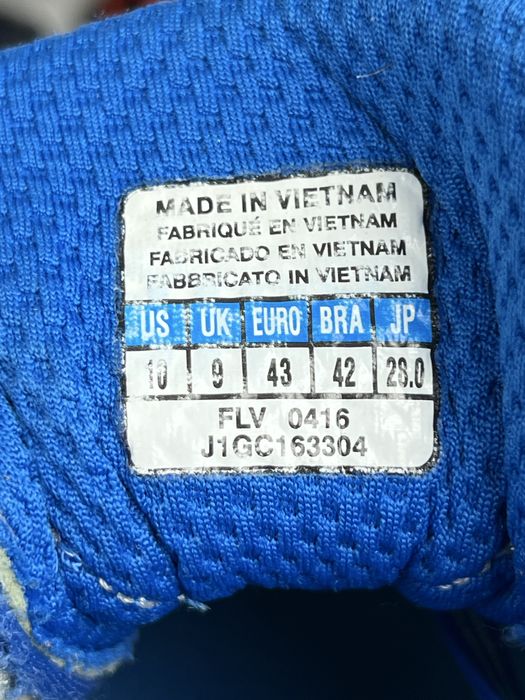 MADE IN VIETNAM
FABRIQUÉ EN VIETNAM
FABRICADO EN VIETNAM
FABBRICATO IN VIETNAM
US UK EURO BRA JP
10 9 43 42 28.0
FLV 0416
J1GC163304